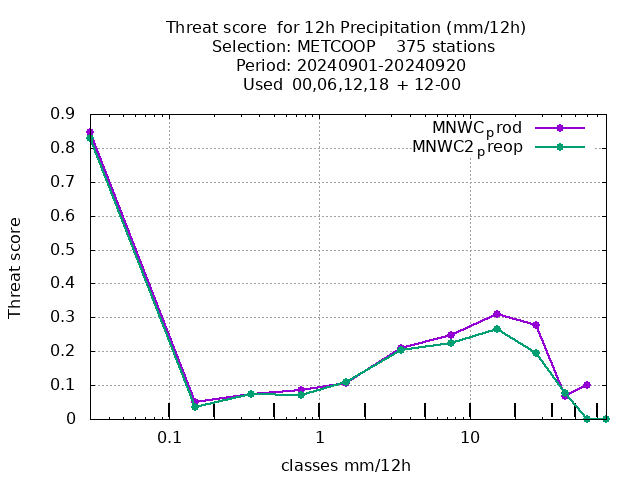 Threat score  for 12h Precipitation (mm/12h)
Selection: METCOOP    375 stations
Period: 20240901-20240920
Used  00,06,12,18 + 12-00
MNWCprod
MNWC2preop
0.9
0.8
0.7
0.6
0.5
0.4
0.3
0.2
0.1
0
Threat score
0.1 1 10
classes mm/12h